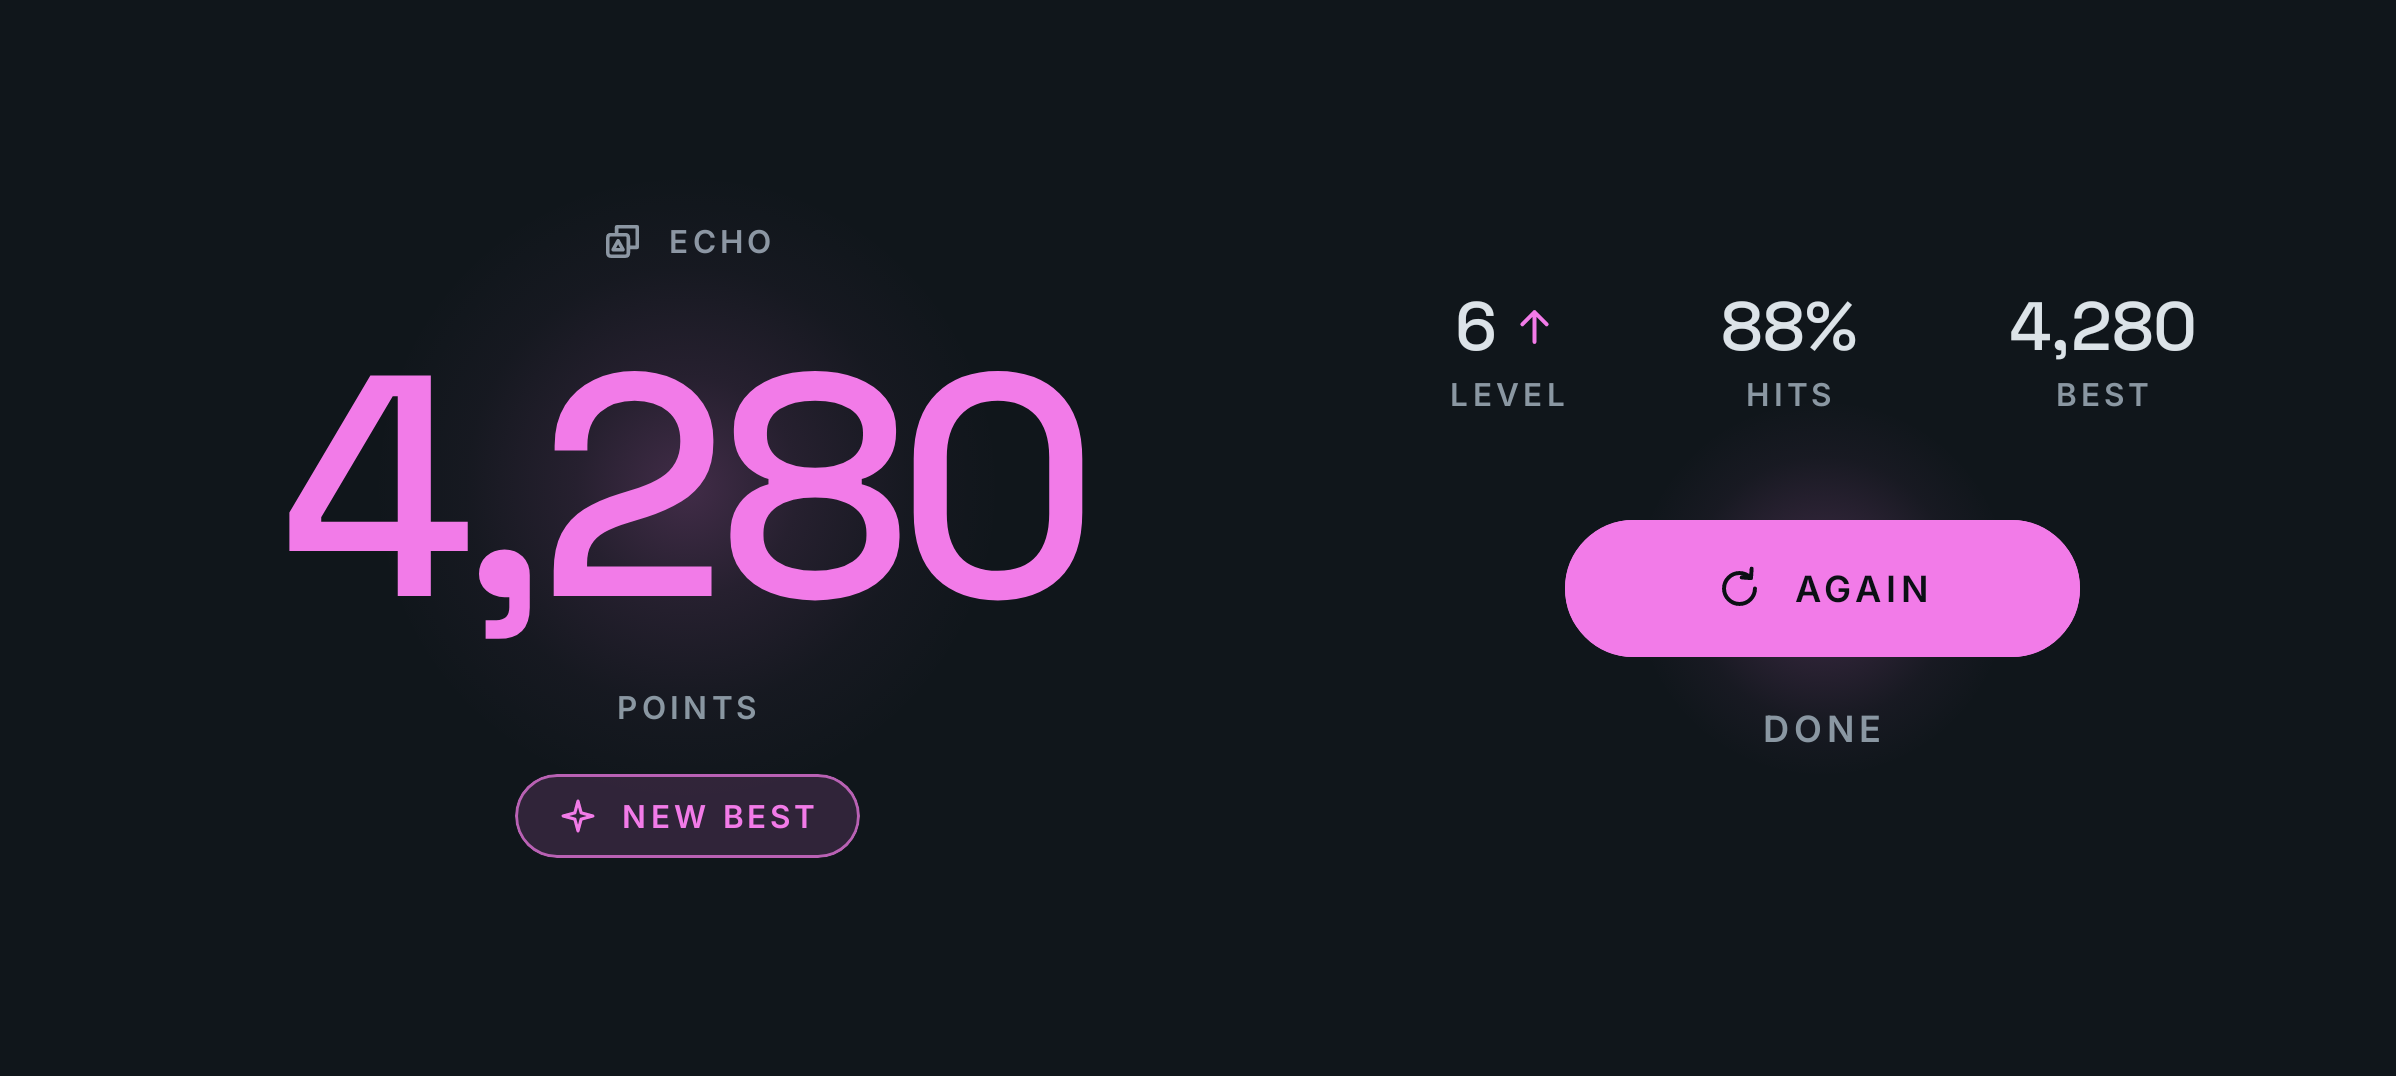 ECHO
4,280
POINTS
NEW BEST
6 88% 4,280
LEVEL HITS BEST
AGAIN
DONE